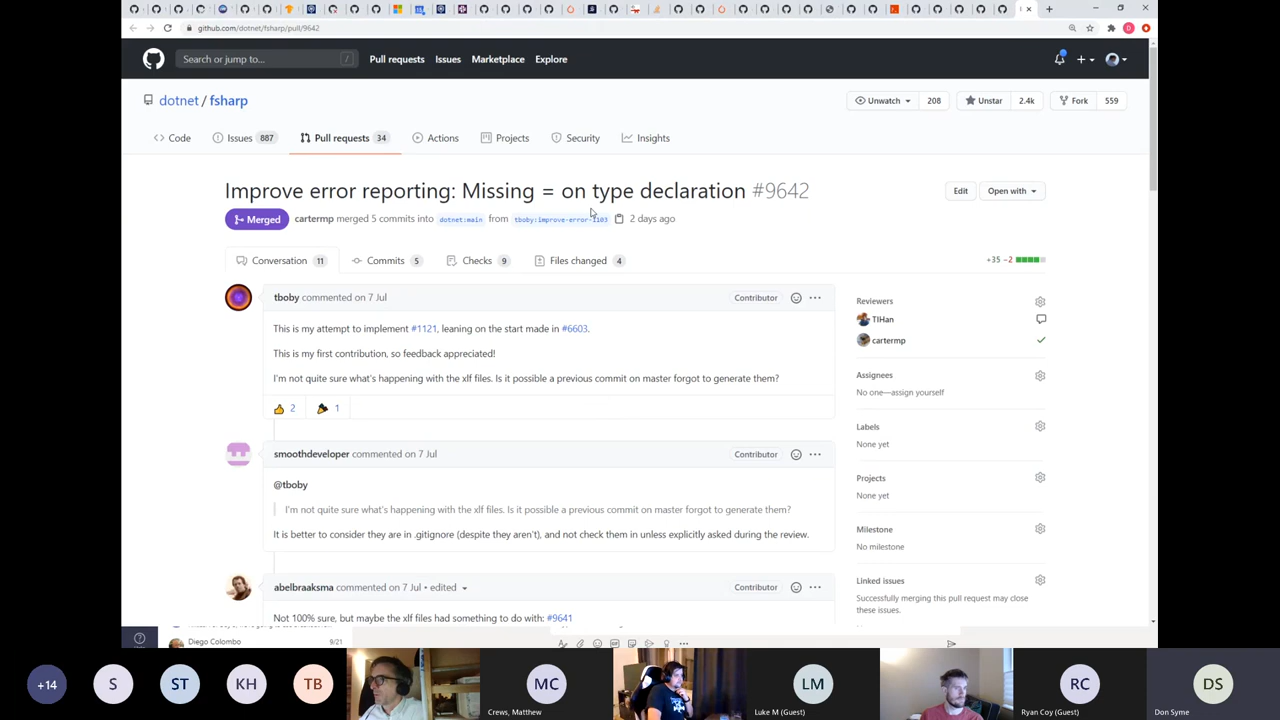 github.com/dotnet/fsharp/pull/9642
Search or jump to...
/
Pull requests
Issues
Marketplace
Explore
dotnet / fsharp
Unwatch
208
Unstar
2.4k
Fork
559
Code
Issues 887
Pull requests 34
Actions
Projects
Security
Insights
Improve error reporting: Missing = on type declaration #9642
Edit
Open with
Merged
cartermp merged 5 commits into dotnet:main from tboby:improve-error-1103 2 days ago
Conversation 11
Commits 5
Checks 9
Files changed 4
+35 −2
tboby commented on 7 Jul
Contributor
This is my attempt to implement #1121, leaning on the start made in #6603.
This is my first contribution, so feedback appreciated!
I'm not quite sure what's happening with the xlf files. Is it possible a previous commit on master forgot to generate them?
2
1
smoothdeveloper commented on 7 Jul
Contributor
@tboby
I'm not quite sure what's happening with the xlf files. Is it possible a previous commit on master forgot to generate them?
It is better to consider they are in .gitignore (despite they aren't), and not check them in unless explicitly asked during the review.
abelbraaksma commented on 7 Jul • edited
Contributor
Not 100% sure, but maybe the xlf files had something to do with: #9641
Reviewers
TIHan
cartermp
Assignees
No one—assign yourself
Labels
None yet
Projects
None yet
Milestone
No milestone
Linked issues
Successfully merging this pull request may close
these issues.
Diego Colombo
9/21
+14
S
ST
KH
TB
MC
Crews, Matthew
LM
Luke M (Guest)
RC
Ryan Coy (Guest)
DS
Don Syme